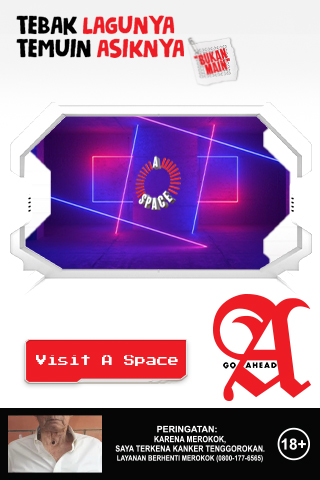 TEBAK LAGUNYA
TEMUIN ASIKNYA
"BUKAN
MAIN"
A
SPACE
Visit A Space
A
GO AHEAD
PERINGATAN:
KARENA MEROKOK,
SAYA TERKENA KANKER TENGGOROKAN.
LAYANAN BERHENTI MEROKOK (0800-177-6565)
18+